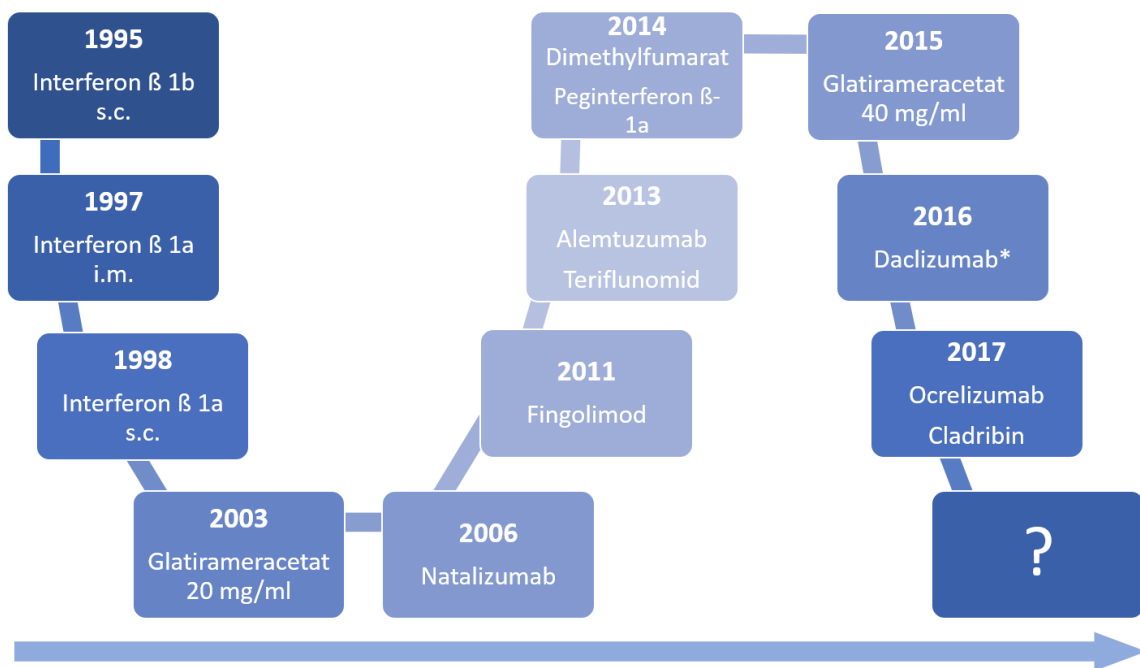 1995
Interferon ß 1b
s.c.
1997
Interferon ß 1a
i.m.
1998
Interferon ß 1a
s.c.
2003
Glatirameracetat
20 mg/ml
2006
Natalizumab
2011
Fingolimod
2013
Alemtuzumab
Teriflunomid
2014
Dimethylfumarat
Peginterferon ß-
1a
2015
Glatirameracetat
40 mg/ml
2016
Daclizumab*
2017
Ocrelizumab
Cladribin
?